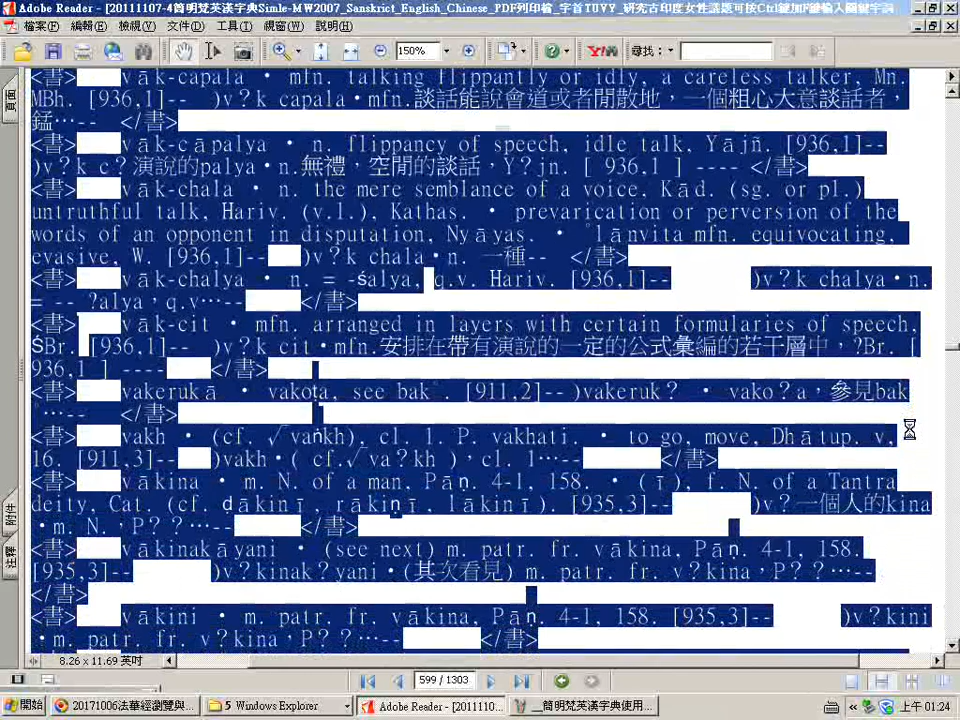 Adobe Reader - [20111107-4簡明梵英漢字典Simle-MW2007_Sanskrict_English_Chinese_PDF列印檔_字首TUVY_研究古印度女性議題可按Ctrl鍵加F鍵輸入關鍵字詞
檔案(F) 編輯(E) 檢視(V) 文件(D) 工具(T) 視窗(W) 說明(H)
150% Y! 尋找：
頁面
附件
注釋
<書> vāk-capala • mfn. talking flippantly or idly, a careless talker, Mn.
MBh. [936,1]-- )v?k capala•mfn.談話能說會道或者閒散地，一個粗心大意談話者，
錳…-- </書>
<書> vāk-cāpalya • n. flippancy of speech, idle talk, Yājñ. [936,1]--
)v?k c?演說的palya•n.無禮，空閒的談話，Y?jn. [ 936,1 ] ---- </書>
<書> vāk-chala • n. the mere semblance of a voice, Kād. (sg. or pl.)
untruthful talk, Hariv. (v.l.), Kathas. • prevarication or perversion of the
words of an opponent in disputation, Nyāyas. • °lānvita mfn. equivocating,
evasive, W. [936,1]-- )v?k chala•n. 一種-- </書>
<書> vāk-chalya • n. = -śalya, q.v. Hariv. [936,1]-- )v?k chalya•n.
= -- ?alya，q.v…-- </書>
<書> vāk-cit • mfn. arranged in layers with certain formularies of speech,
ŚBr. [936,1]-- )v?k cit•mfn.安排在帶有演說的一定的公式彙編的若干層中，?Br. [
936,1 ] ---- </書>
<書> vakerukā • vakoṭa, see bak°. [911,2]-- )vakeruk? • vako?a，參見bak
°…-- </書>
<書> vakh • (cf. √vaṅkh), cl. 1. P. vakhati. • to go, move, Dhātup. v,
16. [911,3]-- )vakh•( cf.√va?kh )，cl. 1…-- </書>
<書> vākina • m. N. of a man, Pāṇ. 4-1, 158. • (ī), f. N. of a Tantra
deity, Cat. (cf. ḍākinī, rākiṇī, lākinī). [935,3]-- )v?一個人的kina
•m. N.，P??…-- </書>
<書> vākinakāyani • (see next) m. patr. fr. vākina, Pāṇ. 4-1, 158.
[935,3]-- )v?kinak?yani•(其次看見) m. patr. fr. v?kina，P??…--
</書>
<書> vākini • m. patr. fr. vākina, Pāṇ. 4-1, 158. [935,3]-- )v?kini
•m. patr. fr. v?kina，P??…-- </書>
8.26 x 11.69 英吋
599 / 1303
開始 20171006法華經瀏覽與... 5 Windows Explorer Adobe Reader - [2011110... __簡明梵英漢字典使用... 上午 01:24